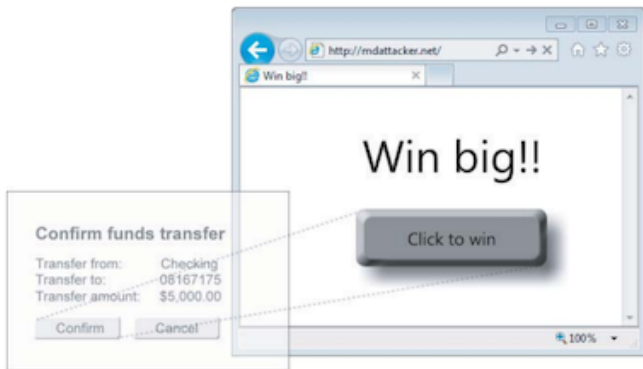 http://mdattacker.net/
Win big!!
Win big!!
Click to win
Confirm funds transfer
Transfer from: Checking
Transfer to: 08167175
Transfer amount: $5,000.00
Confirm Cancel
100%